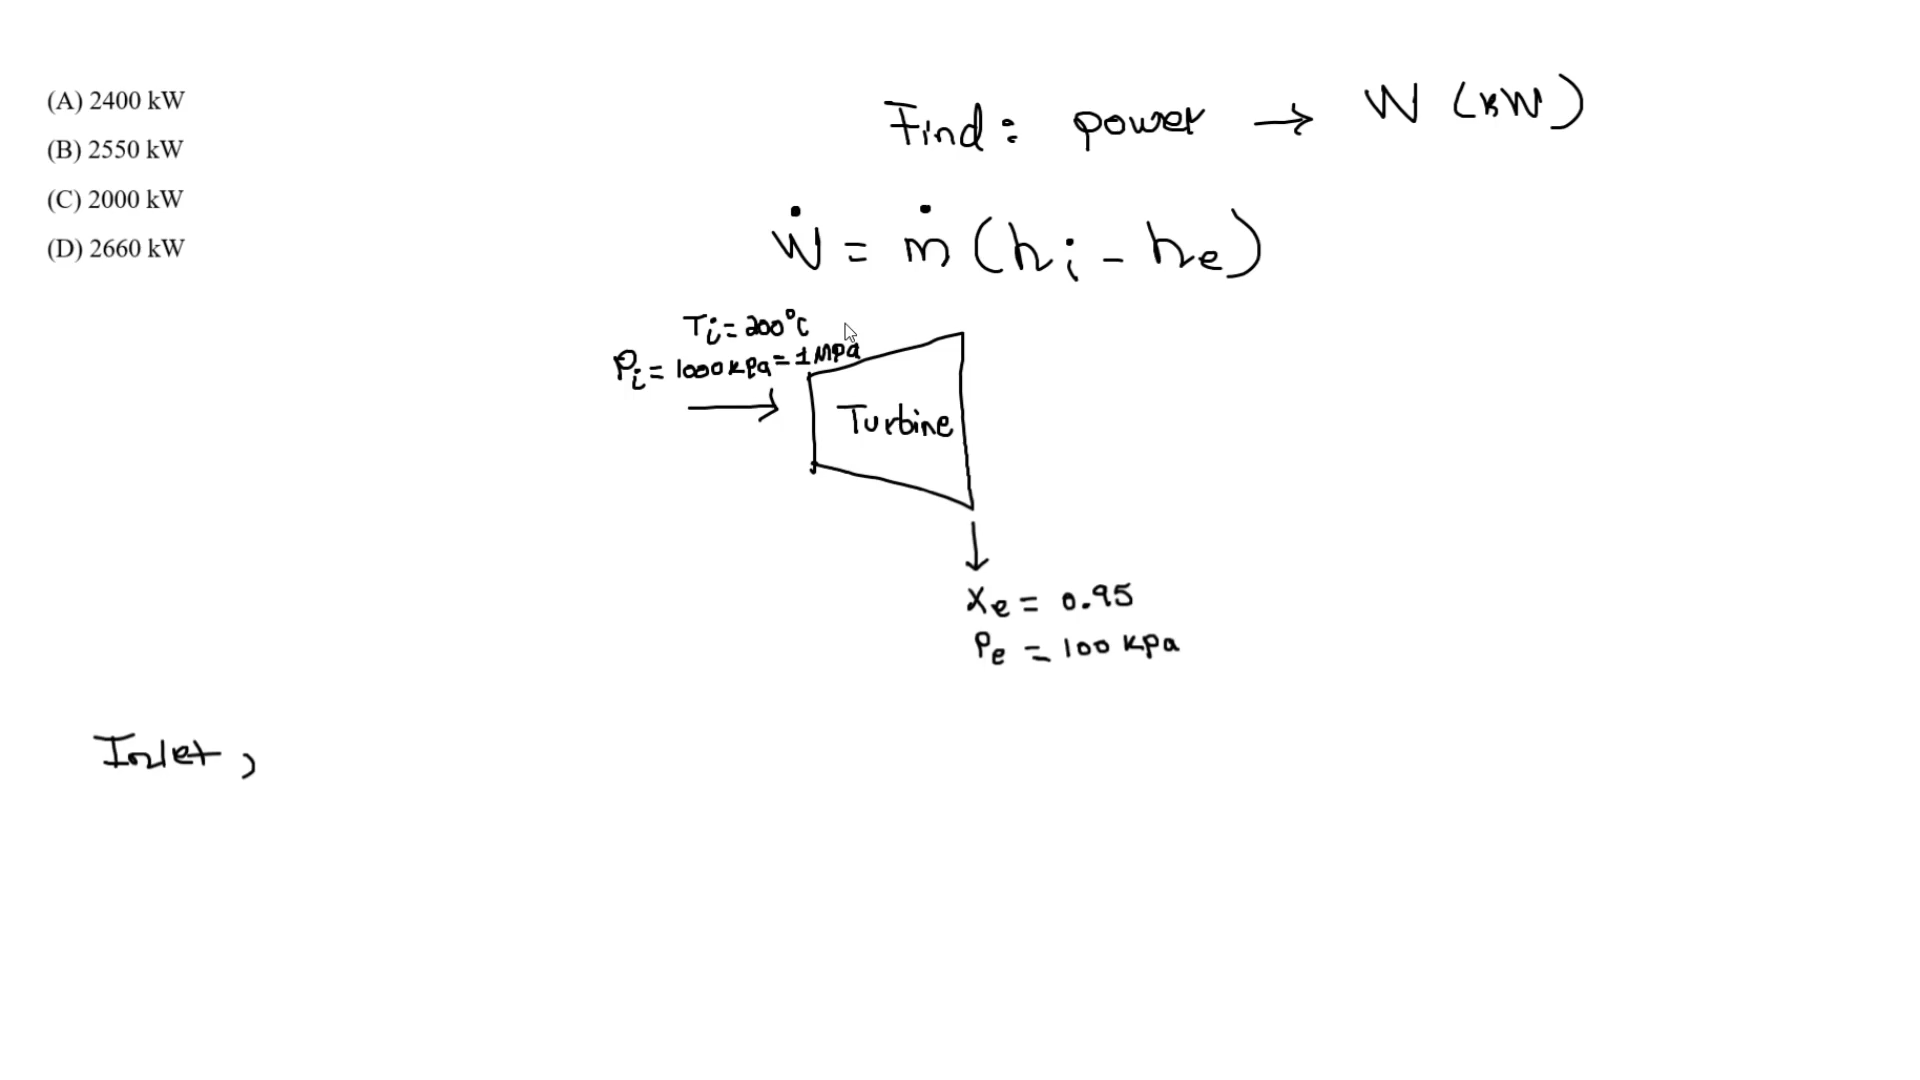 (A) 2400 kW
(B) 2550 kW
(C) 2000 kW
(D) 2660 kW
Find: power → W (kW)
Ẇ = ṁ (hᵢ - hₑ)
Tᵢ = 200°C
Pᵢ = 1000 kPa = 1 MPa
Turbine
xₑ = 0.95
Pₑ = 100 kPa
Inlet,